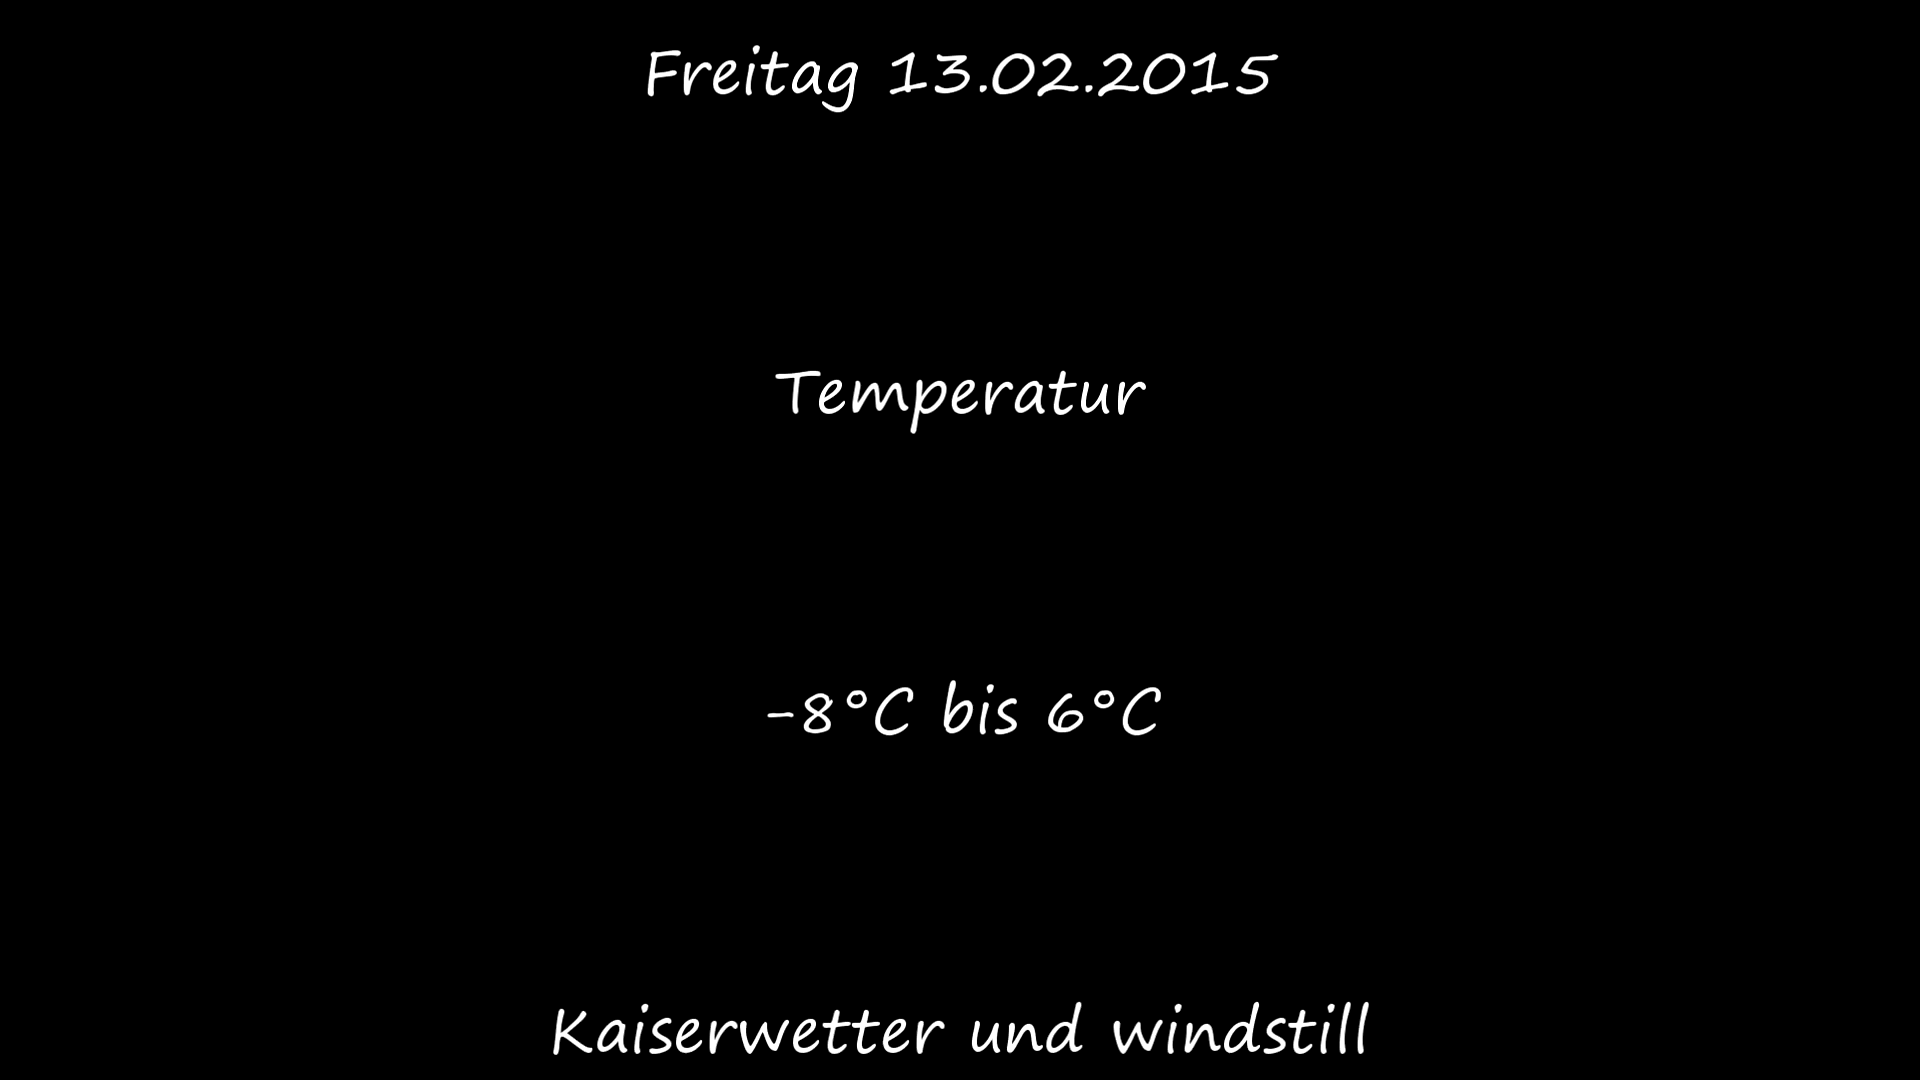 Freitag 13.02.2015
Temperatur
-8°C bis 6°C
Kaiserwetter und windstill